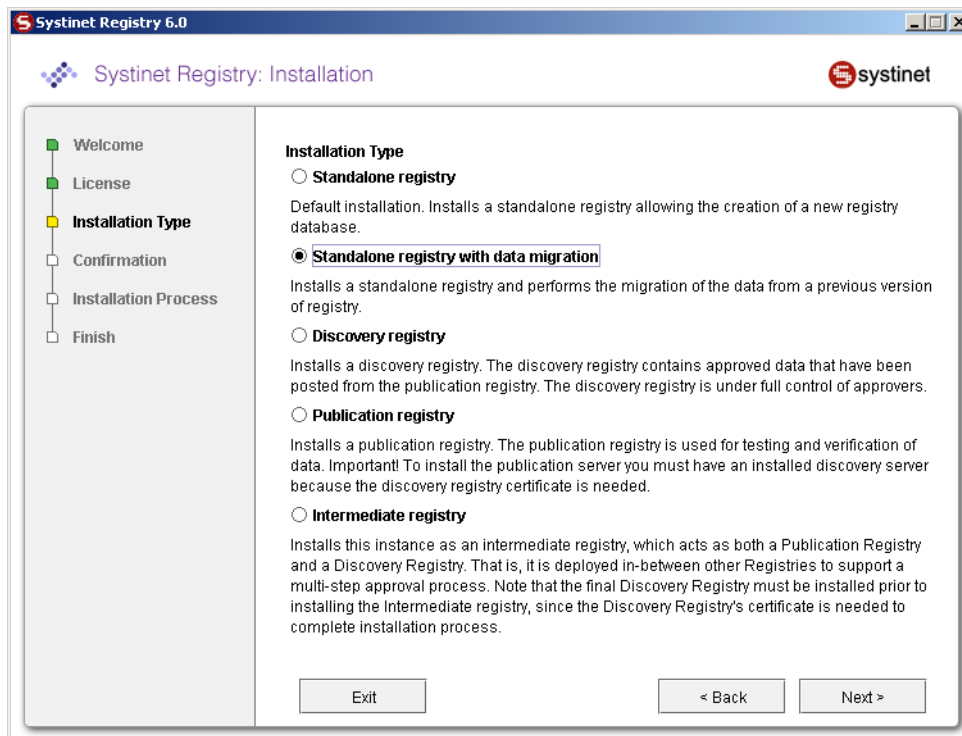 Systinet Registry 6.0
Systinet Registry: Installation
systinet
Welcome
License
Installation Type
Confirmation
Installation Process
Finish
Installation Type
Standalone registry
Default installation. Installs a standalone registry allowing the creation of a new registry
database.
Standalone registry with data migration
Installs a standalone registry and performs the migration of the data from a previous version
of registry.
Discovery registry
Installs a discovery registry. The discovery registry contains approved data that have been
posted from the publication registry. The discovery registry is under full control of approvers.
Publication registry
Installs a publication registry. The publication registry is used for testing and verification of
data. Important! To install the publication server you must have an installed discovery server
because the discovery registry certificate is needed.
Intermediate registry
Installs this instance as an intermediate registry, which acts as both a Publication Registry
and a Discovery Registry. That is, it is deployed in-between other Registries to support a
multi-step approval process. Note that the final Discovery Registry must be installed prior to
installing the Intermediate registry, since the Discovery Registry's certificate is needed to
complete installation process.
Exit
< Back
Next >